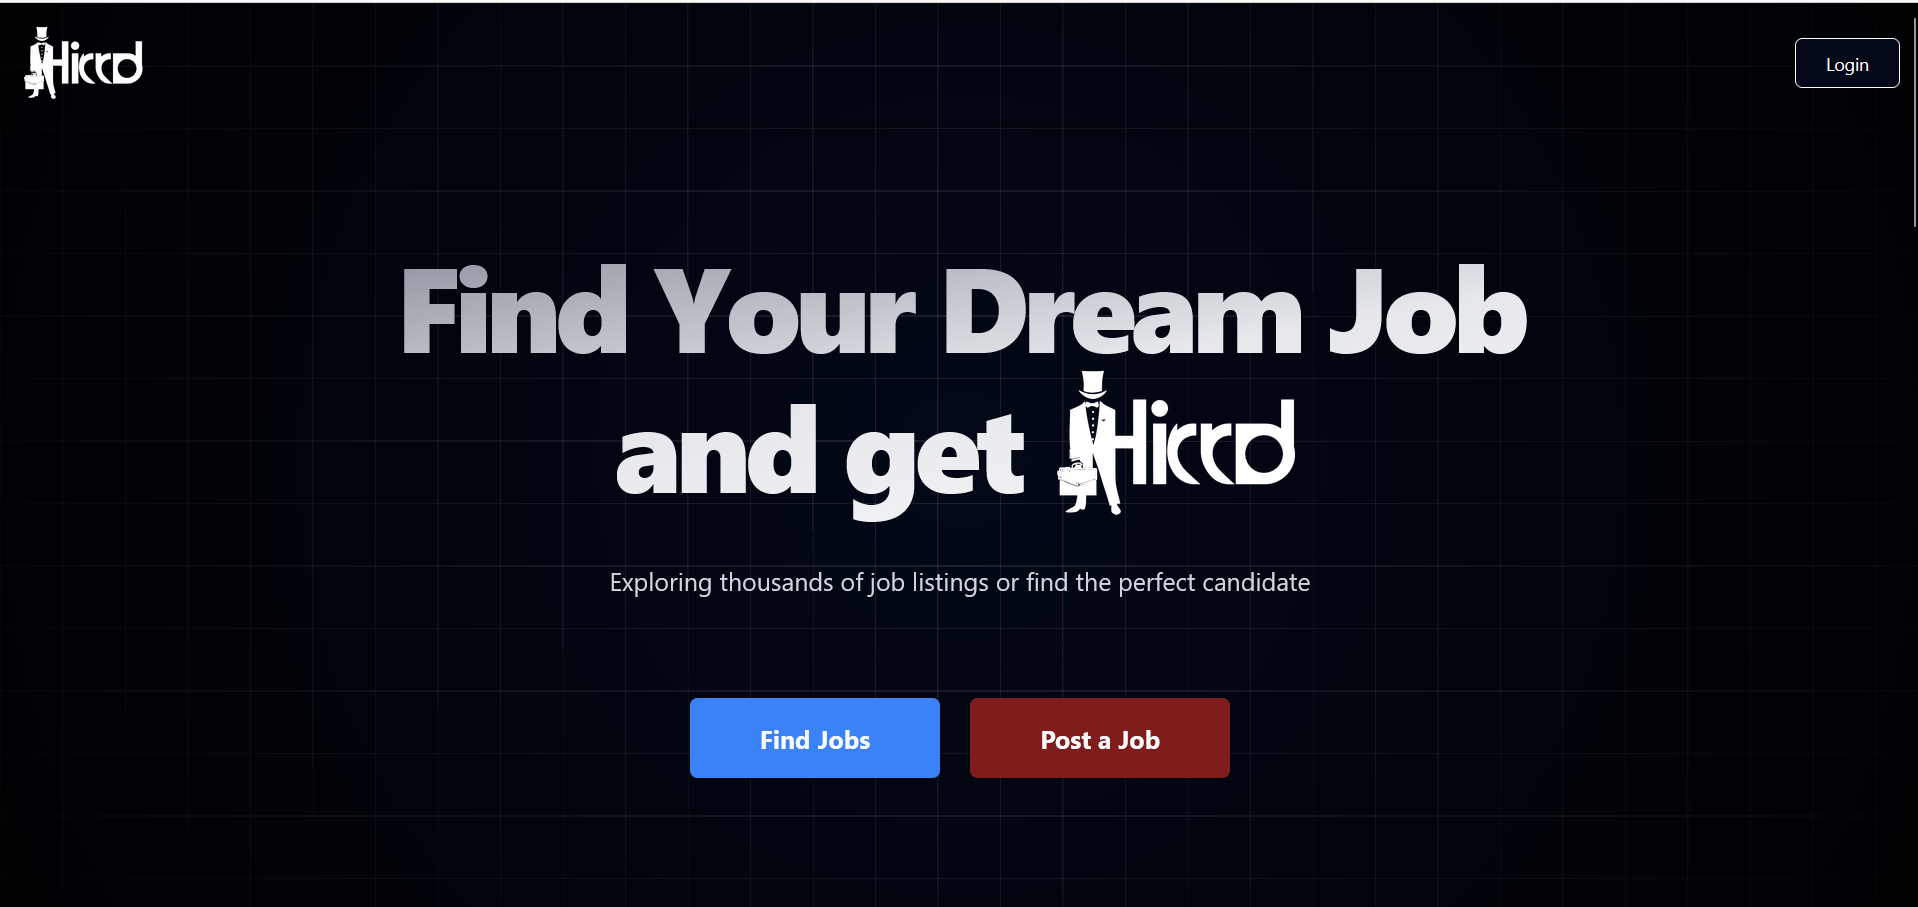 Hirrd
Login
Find Your Dream Job
and get Hirrd
Exploring thousands of job listings or find the perfect candidate
Find Jobs
Post a Job